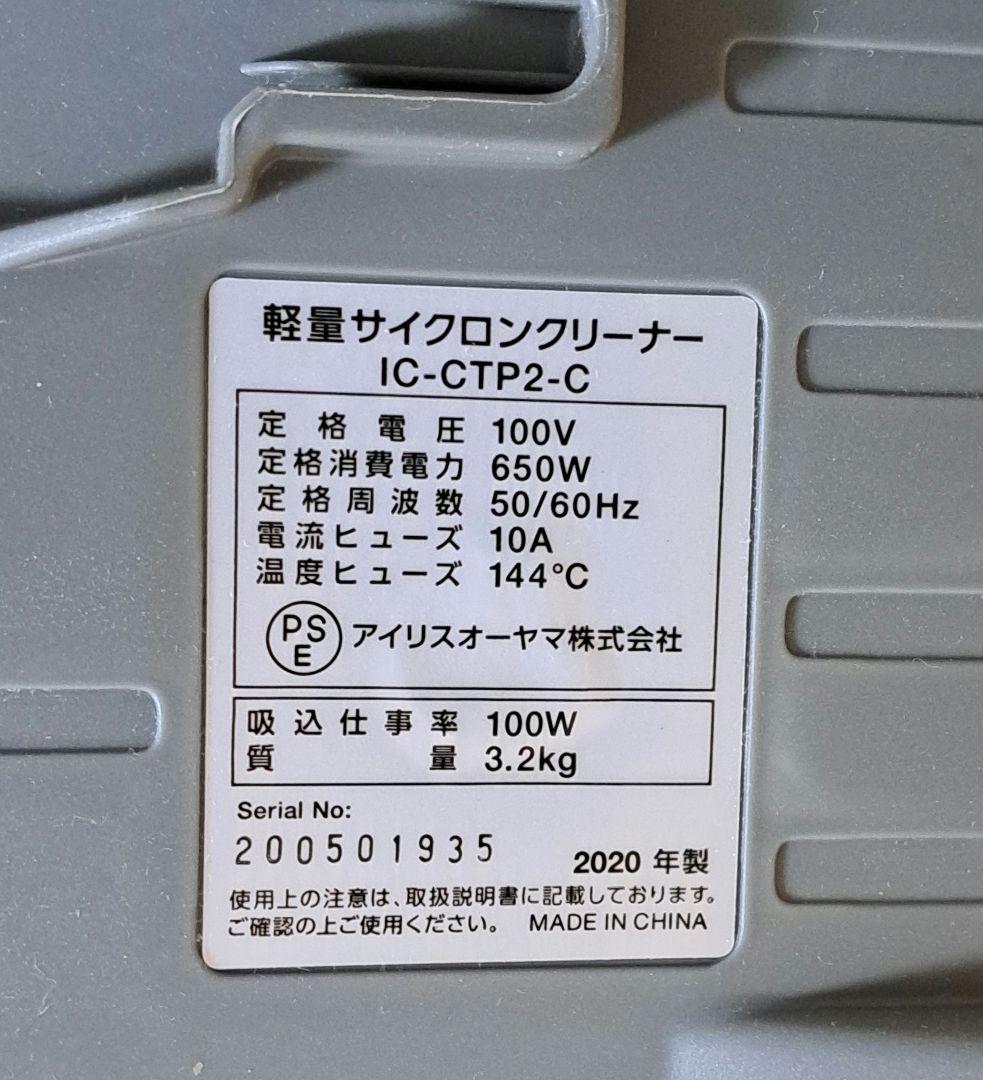 軽量サイクロンクリーナー
IC-CTP2-C
定格電圧 100V
定格消費電力 650W
定格周波数 50/60Hz
電流ヒューズ 10A
温度ヒューズ 144°C
PSE アイリスオーヤマ株式会社
吸込仕事率 100W
質量 3.2kg
Serial No:
200501935 2020 年製
使用上の注意は、取扱説明書に記載しております。
ご確認の上ご使用ください。 MADE IN CHINA